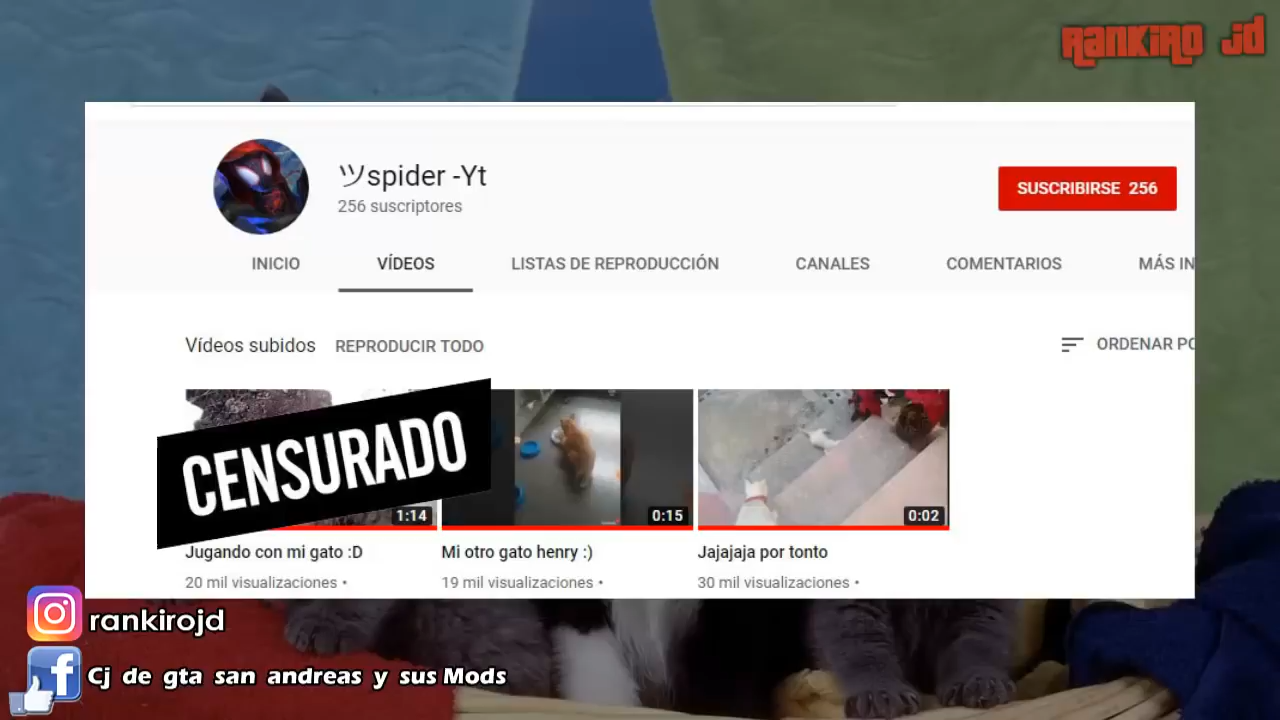 Rankiro Jd
ツspider -Yt
256 suscriptores
SUSCRIBIRSE 256
INICIO
VÍDEOS
LISTAS DE REPRODUCCIÓN
CANALES
COMENTARIOS
MÁS IN
Vídeos subidos
REPRODUCIR TODO
ORDENAR PO
CENSURADO
1:14
0:15
0:02
Jugando con mi gato :D
Mi otro gato henry :)
Jajajaja por tonto
20 mil visualizaciones •
19 mil visualizaciones •
30 mil visualizaciones •
rankirojd
f
Cj de gta san andreas y sus Mods